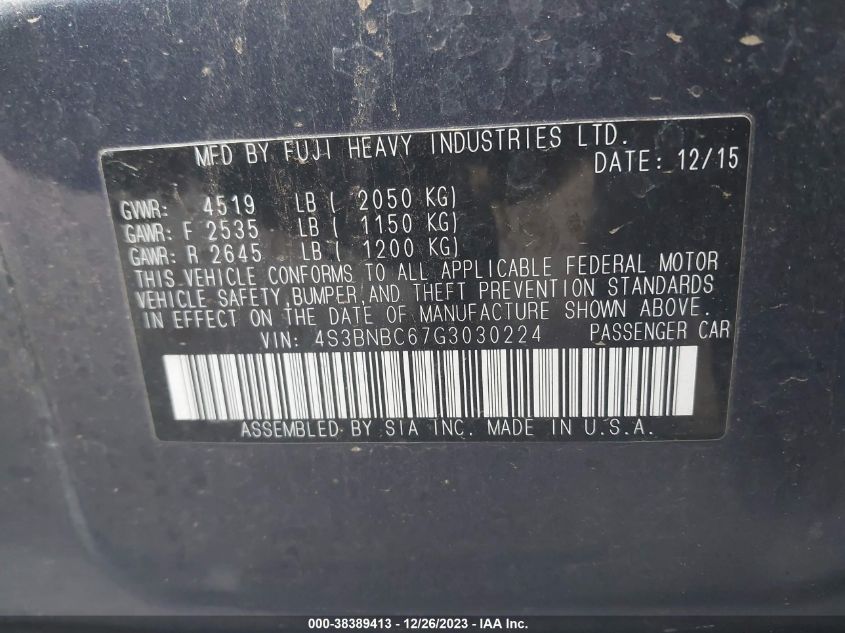 MFD BY FUJI HEAVY INDUSTRIES LTD.
DATE: 12/15
GVWR: 4519 LB ( 2050 KG)
GAWR: F 2535 LB ( 1150 KG)
GAWR: R 2645 LB ( 1200 KG)
THIS VEHICLE CONFORMS TO ALL APPLICABLE FEDERAL MOTOR
VEHICLE SAFETY,BUMPER,AND THEFT PREVENTION STANDARDS
IN EFFECT ON THE DATE OF MANUFACTURE SHOWN ABOVE.
VIN: 4S3BNBC67G3030224 PASSENGER CAR
ASSEMBLED BY SIA INC. MADE IN U.S.A.
000-38389413 - 12/26/2023 - IAA Inc.